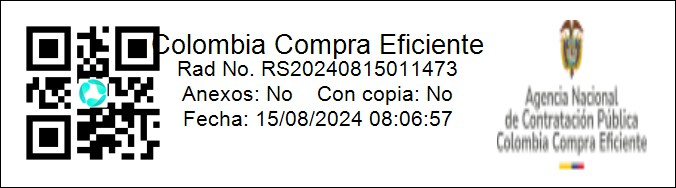 Colombia Compra Eficiente
Rad No. RS20240815011473
Anexos: No Con copia: No
Fecha: 15/08/2024 08:06:57
Agencia Nacional
de Contratación Pública
Colombia Compra Eficiente